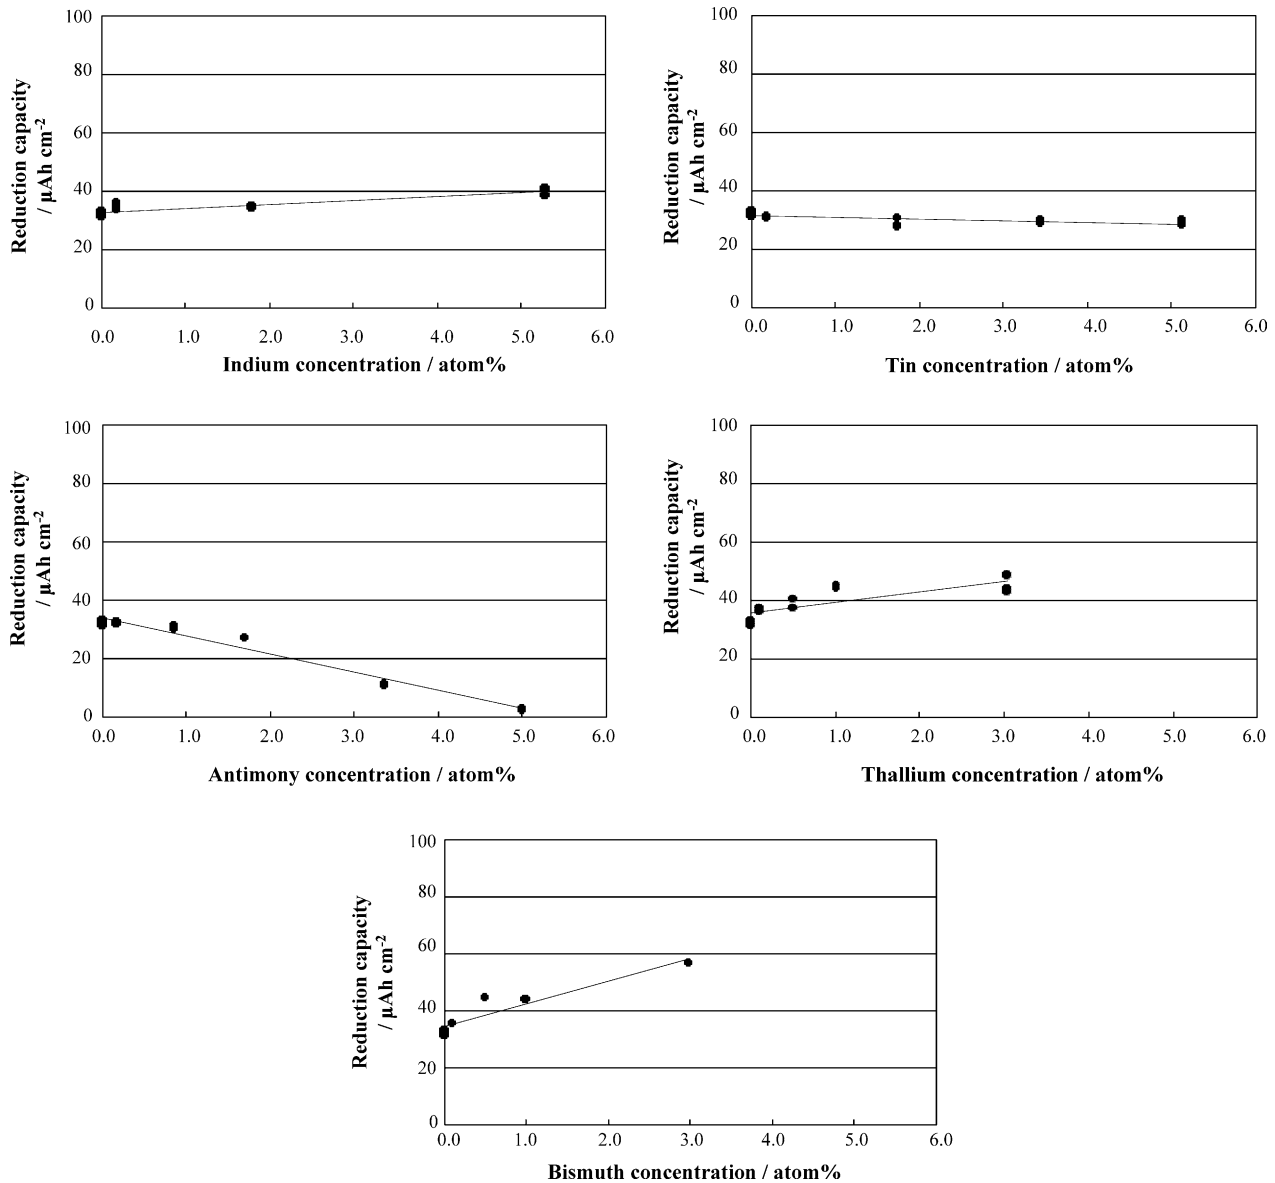 100
80
60
40
20
0
0.0 1.0 2.0 3.0 4.0 5.0 6.0
Reduction capacity
/ µAh cm-2
Indium concentration / atom%
100
80
60
40
20
0
0.0 1.0 2.0 3.0 4.0 5.0 6.0
Reduction capacity
/ µAh cm-2
Tin concentration / atom%
100
80
60
40
20
0
0.0 1.0 2.0 3.0 4.0 5.0 6.0
Reduction capacity
/ µAh cm-2
Antimony concentration / atom%
100
80
60
40
20
0
0.0 1.0 2.0 3.0 4.0 5.0 6.0
Reduction capacity
/ µAh cm-2
Thallium concentration / atom%
100
80
60
40
20
0
0.0 1.0 2.0 3.0 4.0 5.0 6.0
Reduction capacity
/ µAh cm-2
Bismuth concentration / atom%